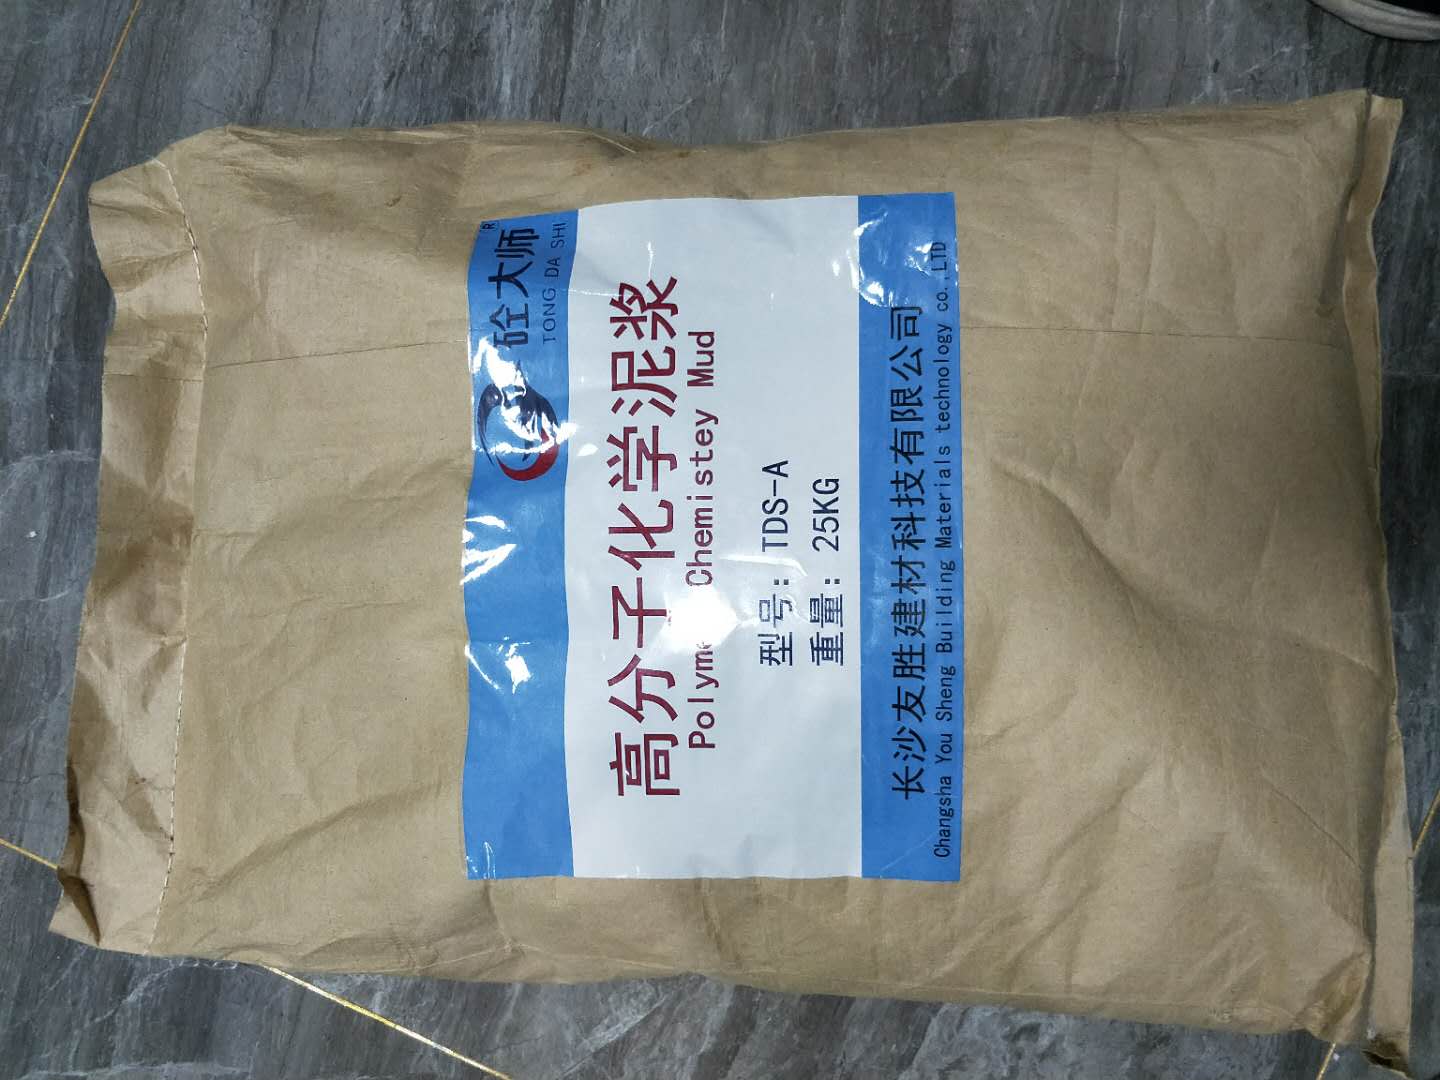 砼大师®
TONG DA SHI
高分子化学泥浆
Chemistey Mud
型号：TDS-A
重量：25KG
长沙友胜建材科技有限公司
Changsha You Sheng Building Materials technology co.,LTD